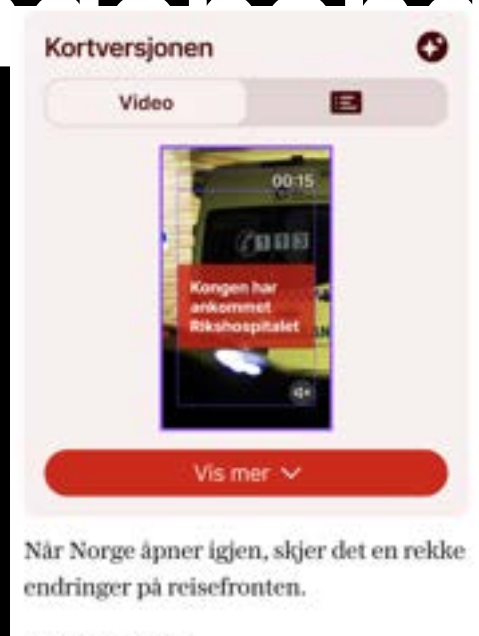 Kortversjonen
Video
00:15
113
Kongen har
ankommet
Rikshospitalet
Vis mer
Når Norge åpner igjen, skjer det en rekke
endringer på reisefronten.